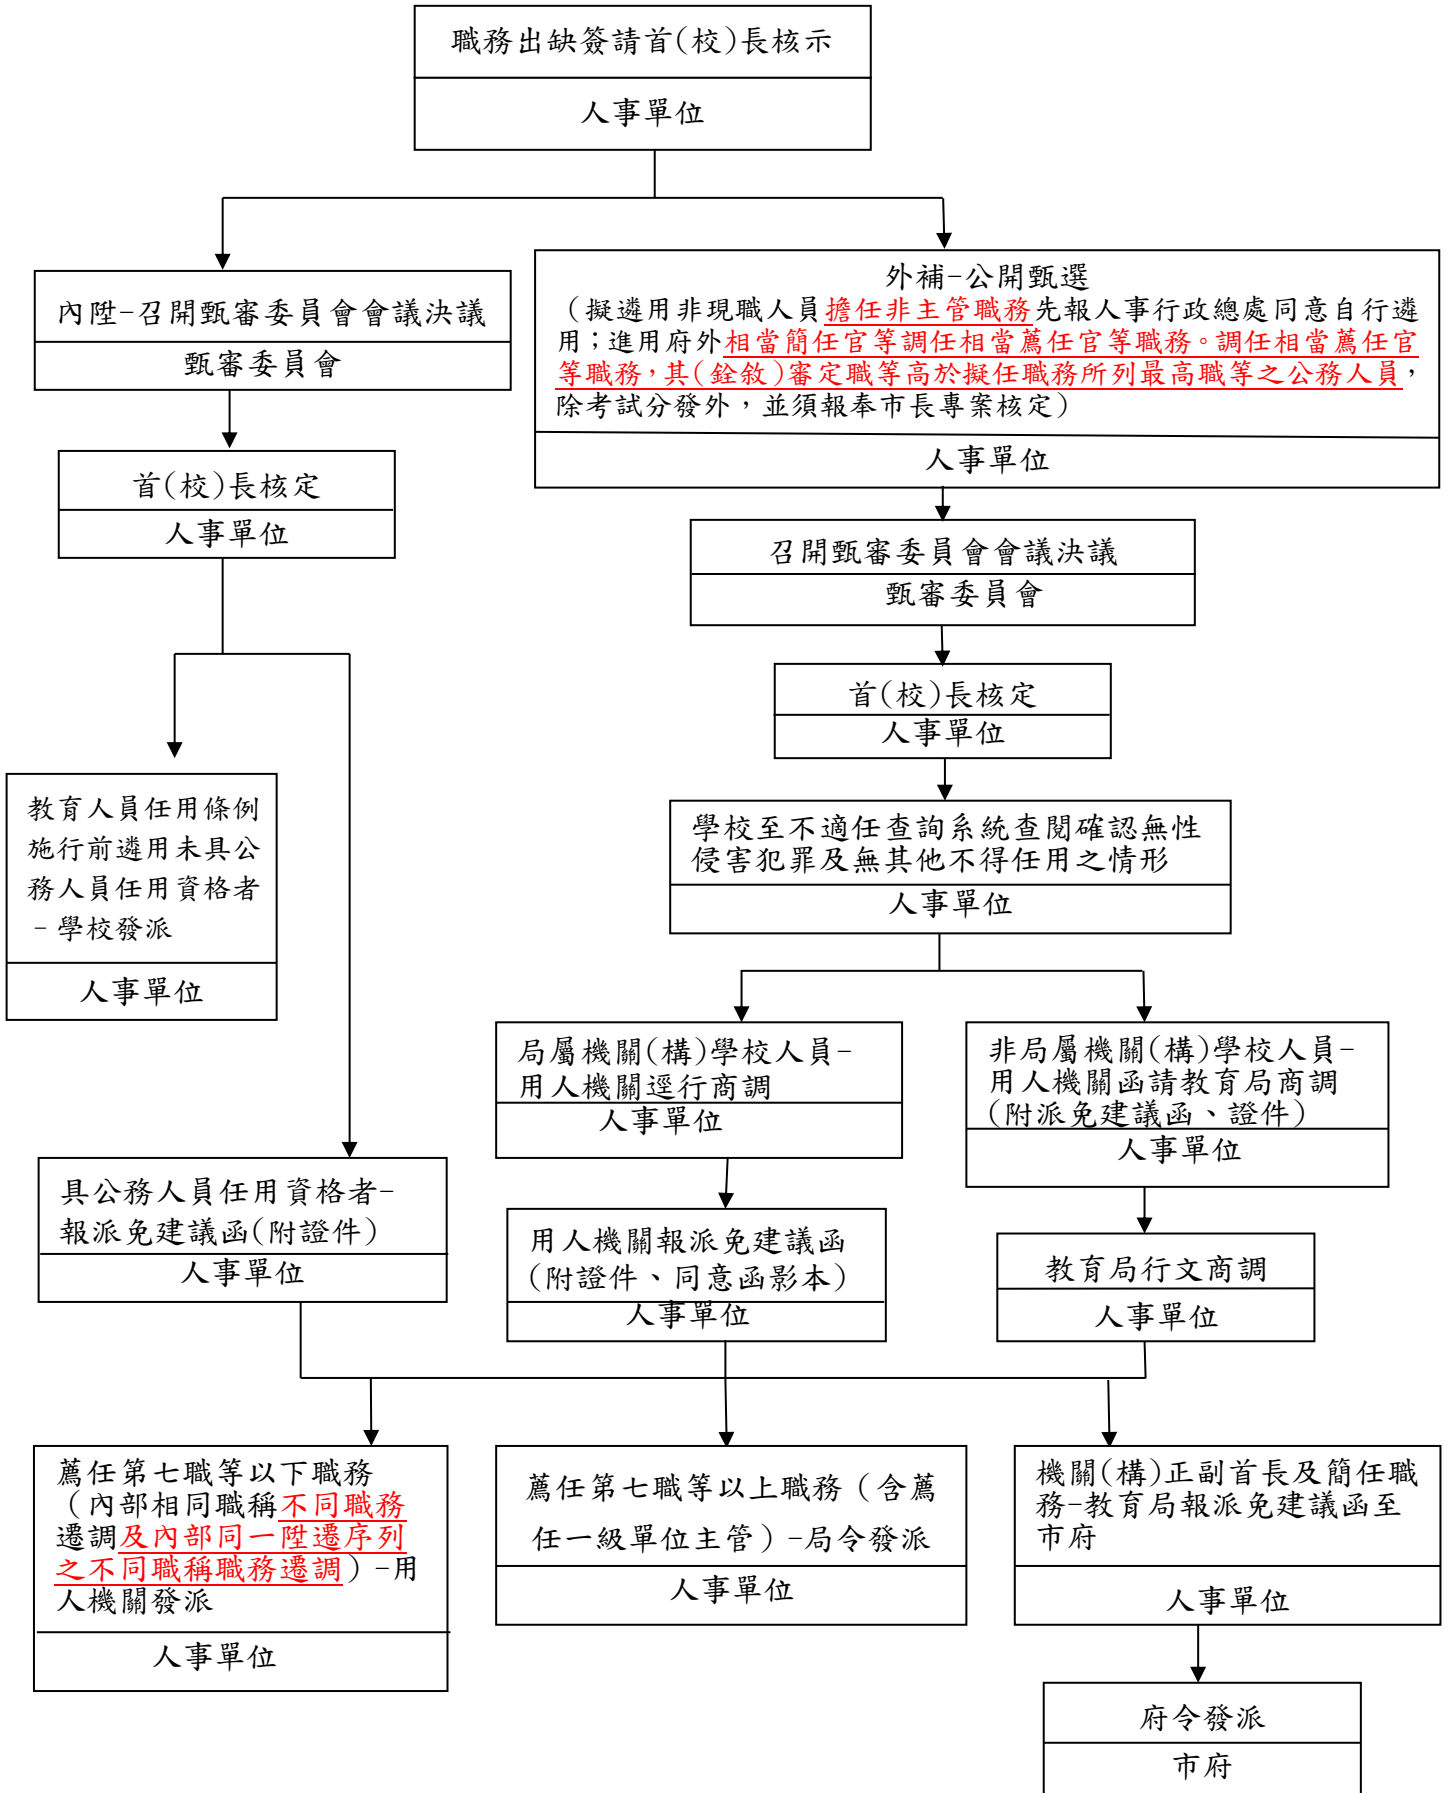 職務出缺簽請首(校)長核示
人事單位
內陞-召開甄審委員會會議決議
甄審委員會
外補-公開甄選
（擬遴用非現職人員擔任非主管職務先報人事行政總處同意自行遴
用；進用府外相當簡任官等調任相當薦任官等職務。調任相當薦任官
等職務，其(銓敘)審定職等高於擬任職務所列最高職等之公務人員，
除考試分發外，並須報奉市長專案核定）
人事單位
首(校)長核定
人事單位
召開甄審委員會會議決議
甄審委員會
首(校)長核定
人事單位
教育人員任用條例
施行前遴用未具公
務人員任用資格者
-學校發派
人事單位
學校至不適任查詢系統查閱確認無性
侵害犯罪及無其他不得任用之情形
人事單位
局屬機關(構)學校人員-
用人機關逕行商調
人事單位
非局屬機關(構)學校人員-
用人機關函請教育局商調
(附派免建議函、證件)
人事單位
具公務人員任用資格者-
報派免建議函(附證件)
人事單位
用人機關報派免建議函
(附證件、同意函影本)
人事單位
教育局行文商調
人事單位
薦任第七職等以下職務
（內部相同職稱不同職務
遷調及內部同一陞遷序列
之不同職稱職務遷調）-用
人機關發派
人事單位
薦任第七職等以上職務（含薦
任一級單位主管）-局令發派
人事單位
機關(構)正副首長及簡任職
務-教育局報派免建議函至
市府
人事單位
府令發派
市府